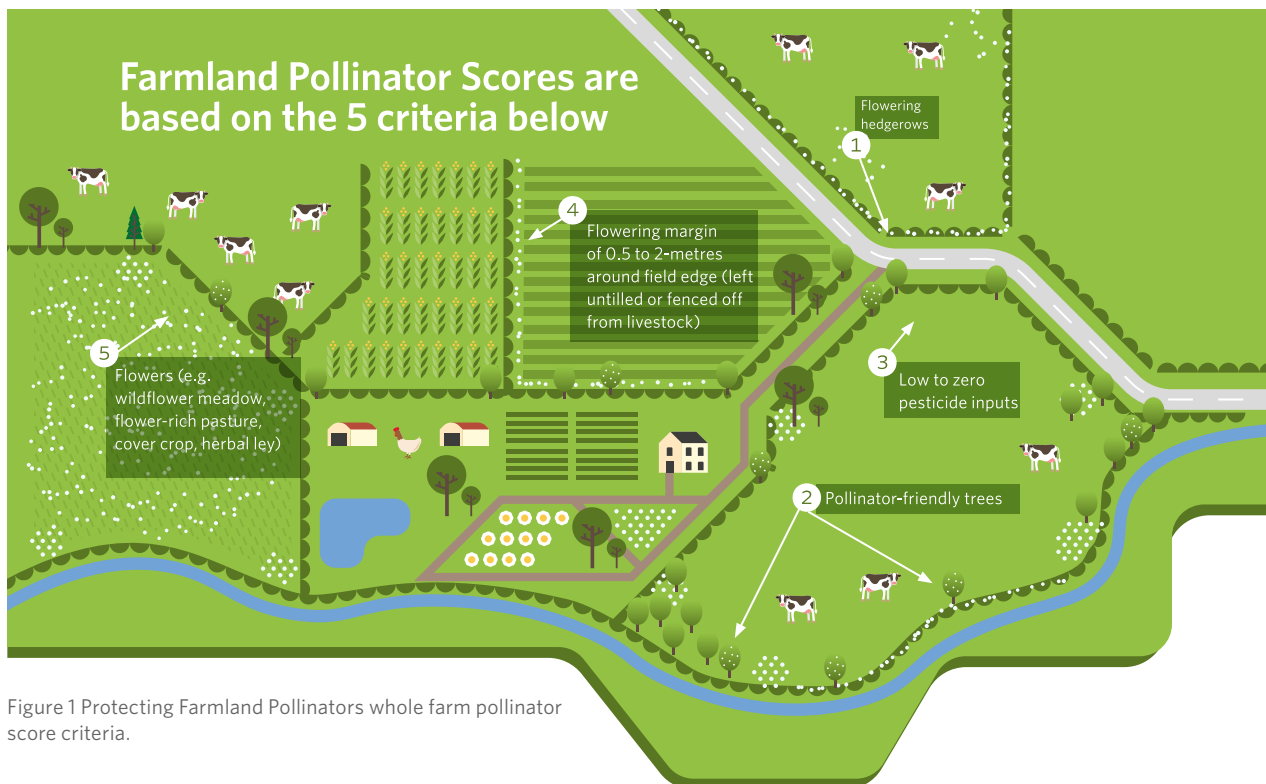 Farmland Pollinator Scores are
based on the 5 criteria below
Flowering
hedgerows
1
4
Flowering margin
of 0.5 to 2-metres
around field edge (left
untilled or fenced off
from livestock)
5
Flowers (e.g.
wildflower meadow,
flower-rich pasture,
cover crop, herbal ley)
3
Low to zero
pesticide inputs
2
Pollinator-friendly trees
Figure 1 Protecting Farmland Pollinators whole farm pollinator
score criteria.